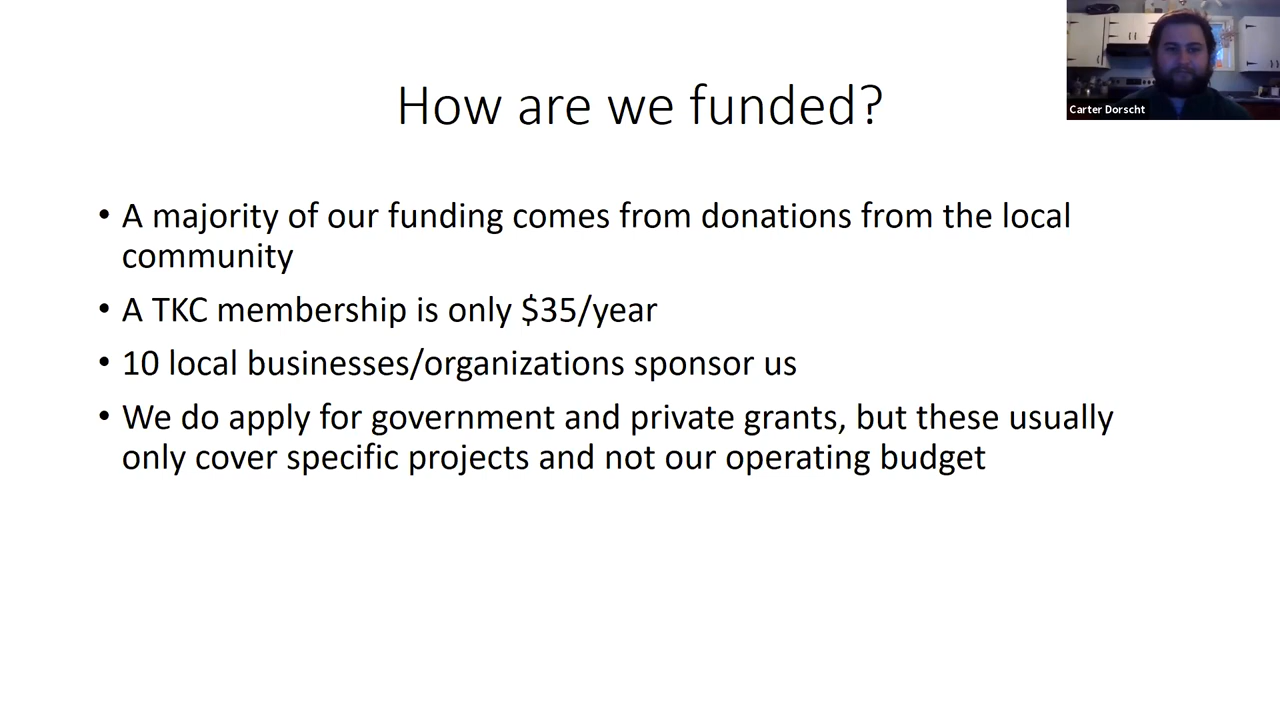 How are we funded?
Carter Dorscht
• A majority of our funding comes from donations from the local
community
• A TKC membership is only $35/year
• 10 local businesses/organizations sponsor us
• We do apply for government and private grants, but these usually
only cover specific projects and not our operating budget